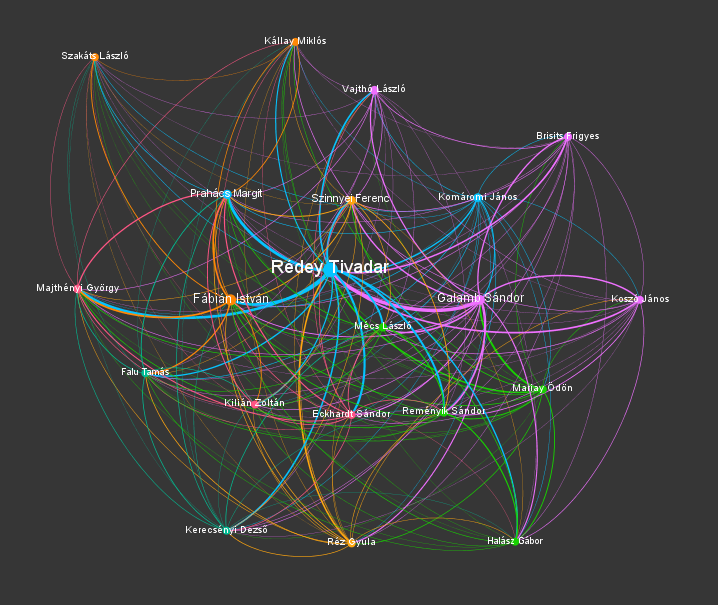 Kállay Miklós
Szakáts László
Vajthó László
Brisits Frigyes
Prahács Margit
Szinnyei Ferenc
Komáromi János
Rédey Tivadar
Majthényi György
Fábián István
Galamb Sándor
Koszó János
Mécs László
Falu Tamás
Kilián Zoltán
Eckhardt Sándor
Reményik Sándor
Mariay Ödön
Kerecsényi Dezső
Réz Gyula
Halász Gábor